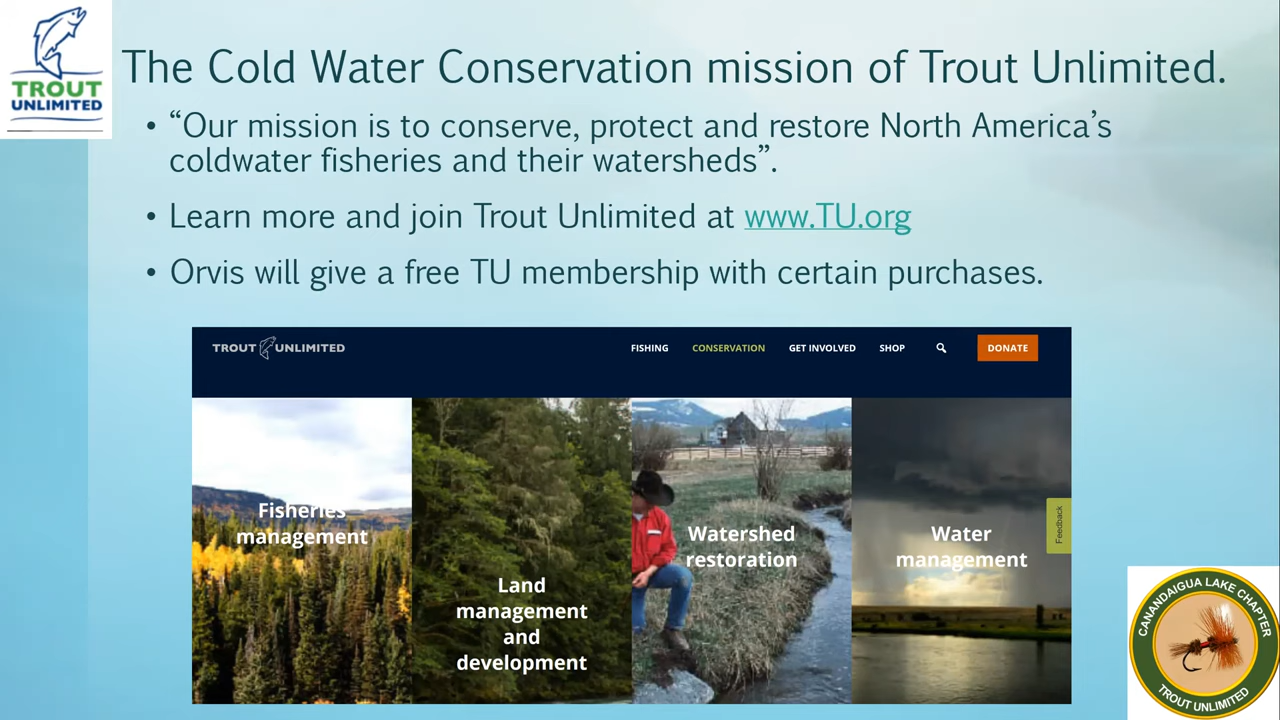 TROUT
UNLIMITED
The Cold Water Conservation mission of Trout Unlimited.
• “Our mission is to conserve, protect and restore North America’s
coldwater fisheries and their watersheds”.
• Learn more and join Trout Unlimited at www.TU.org
• Orvis will give a free TU membership with certain purchases.
TROUT UNLIMITED
FISHING CONSERVATION GET INVOLVED SHOP DONATE
Fisheries
management
Land
management
and
development
Watershed
restoration
Water
management
Feedback
CANANDAIGUA LAKE CHAPTER
TROUT UNLIMITED